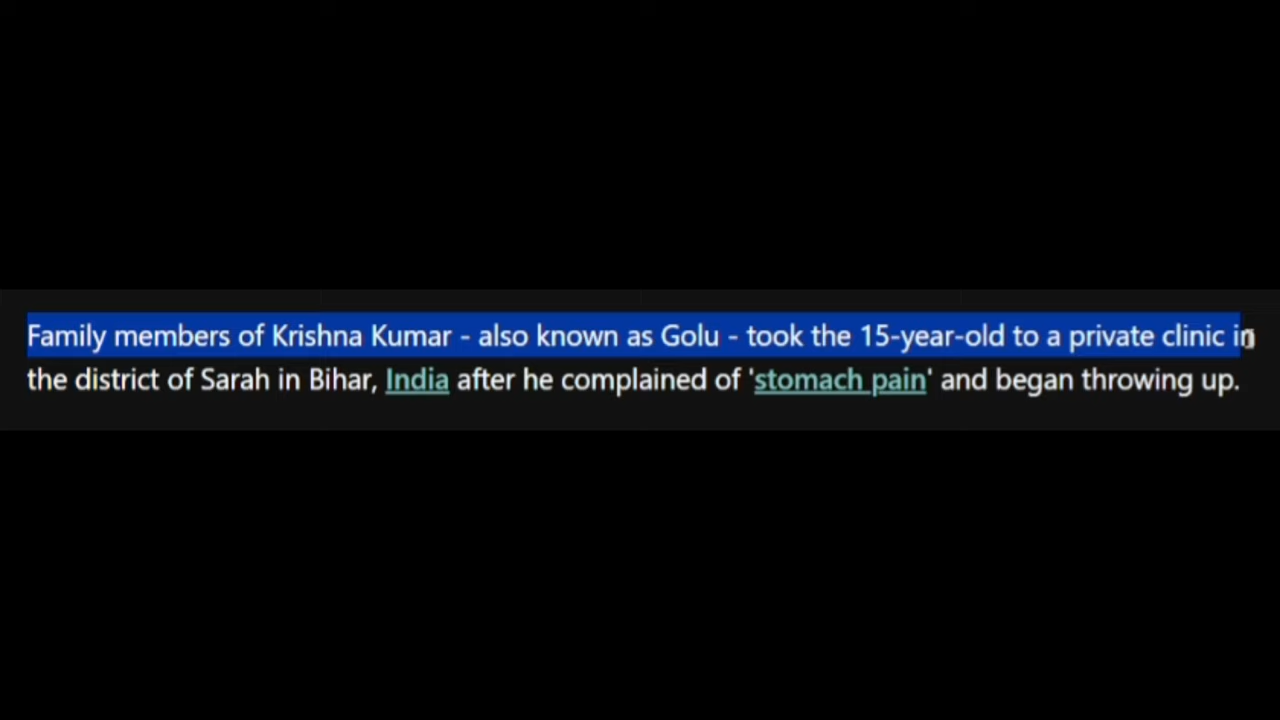 Family members of Krishna Kumar - also known as Golu - took the 15-year-old to a private clinic in
the district of Sarah in Bihar, India after he complained of 'stomach pain' and began throwing up.